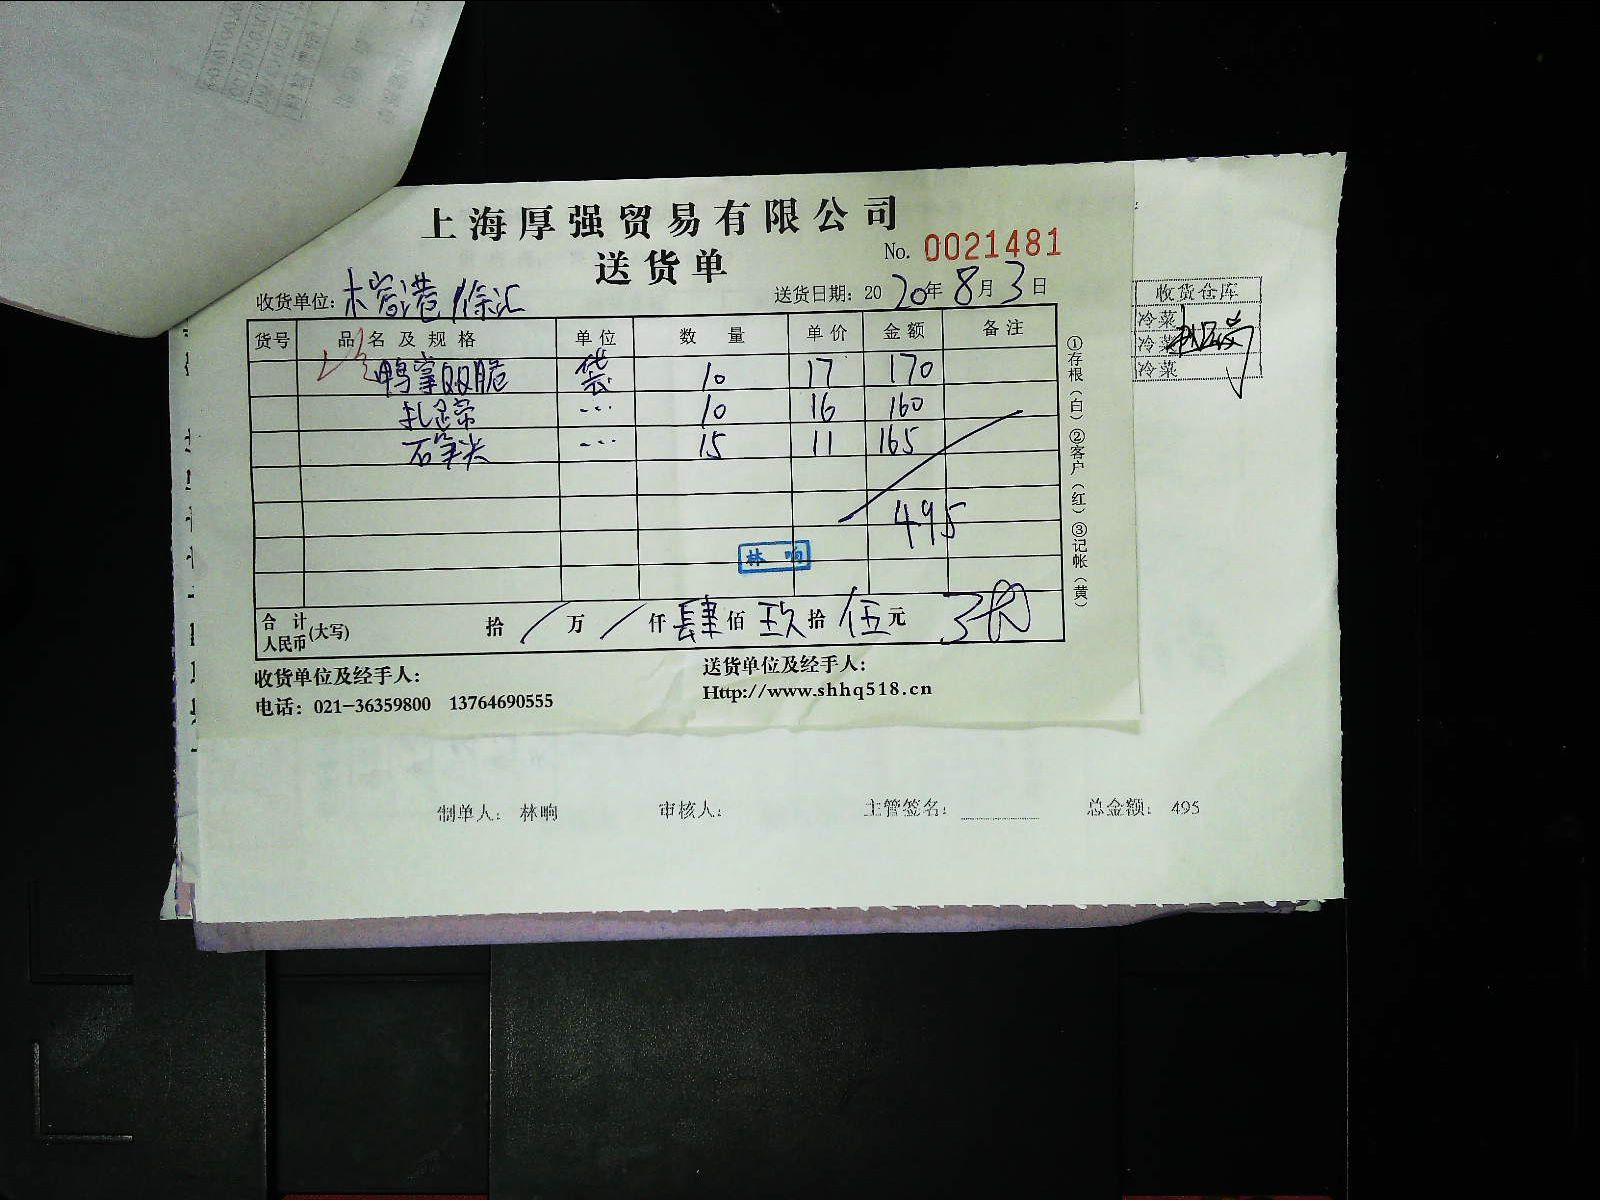 上海厚强贸易有限公司
No. 0021481
送货单
收货单位: 徐汇
送货日期: 2020年8月3日
货号 品名及规格 单位 数量 单价 金额 备注
鸭掌QQ脆 袋 10 17 170
扎足帘 10 16 160
石笋尖 15 11 165
495
林晌
合计人民币(大写) 拾 / 万 / 仟 肆 佰 玖 拾 伍 元
收货单位及经手人:
送货单位及经手人:
电话: 021-36359800 13764690555
Http://www.shhq518.cn
①存根(白)②客户(红)③记帐(黄)
收货仓库
冷菜
冷菜
冷菜
制单人: 林晌 审核人: 主管签名: 总金额: 495